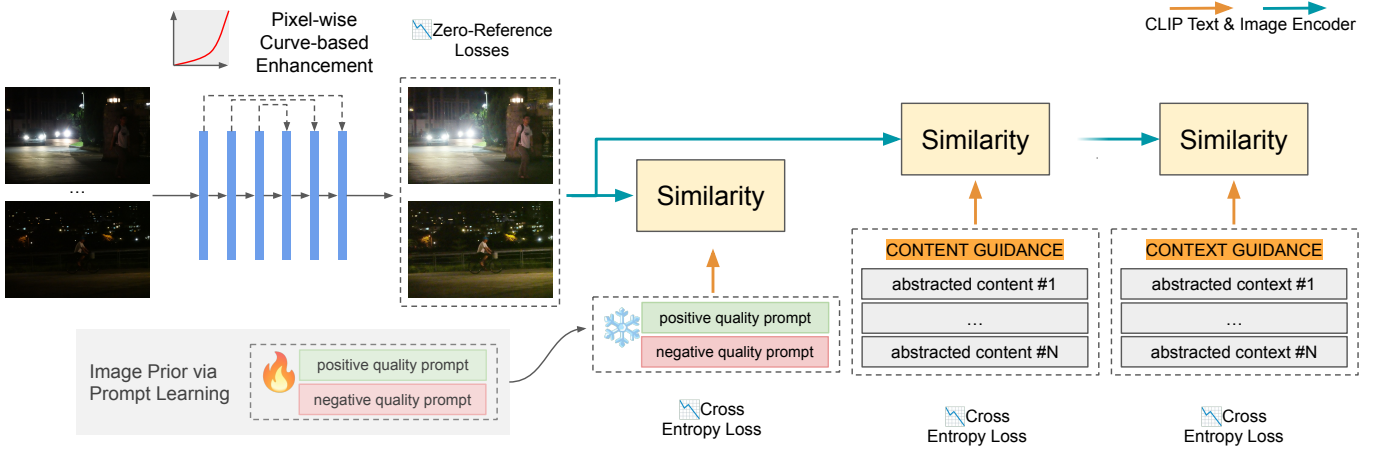 Pixel-wise
Curve-based
Enhancement
Zero-Reference
Losses
CLIP Text & Image Encoder
...
Similarity
Similarity
Similarity
CONTENT GUIDANCE
abstracted content #1
...
abstracted content #N
CONTEXT GUIDANCE
abstracted context #1
...
abstracted context #N
positive quality prompt
negative quality prompt
Image Prior via
Prompt Learning
positive quality prompt
negative quality prompt
Cross
Entropy Loss
Cross
Entropy Loss
Cross
Entropy Loss